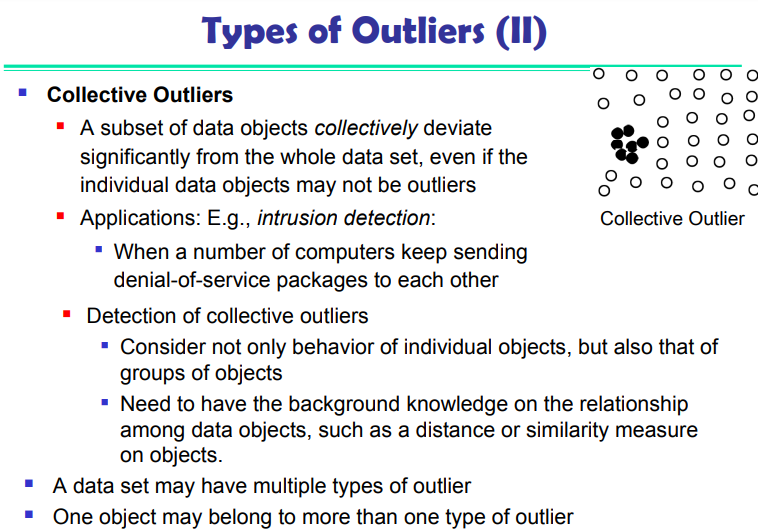 Types of Outliers (II)
Collective Outliers
A subset of data objects collectively deviate
significantly from the whole data set, even if the
individual data objects may not be outliers
Collective Outlier
Applications: E.g., intrusion detection:
When a number of computers keep sending
denial-of-service packages to each other
Detection of collective outliers
Consider not only behavior of individual objects, but also that of
groups of objects
Need to have the background knowledge on the relationship
among data objects, such as a distance or similarity measure
on objects.
A data set may have multiple types of outlier
One object may belong to more than one type of outlier